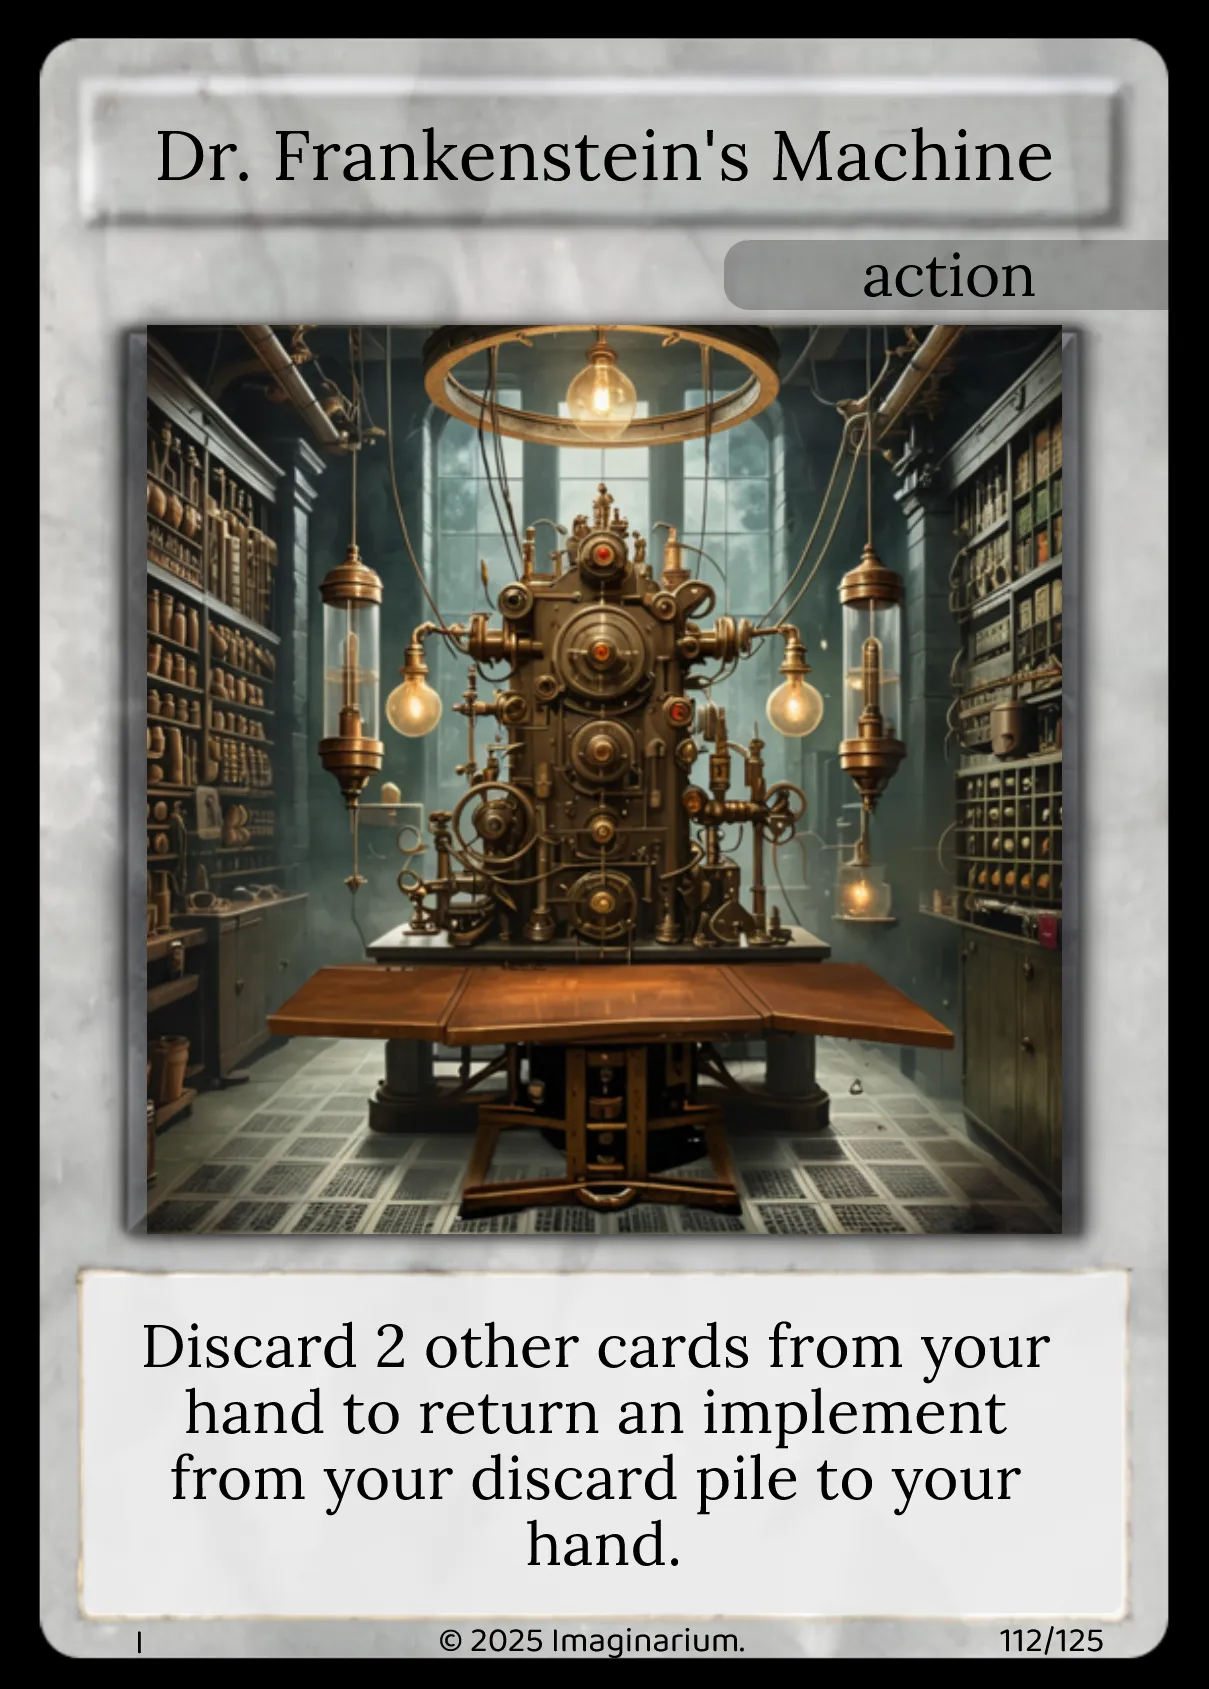 Dr. Frankenstein's Machine
action
Discard 2 other cards from your
hand to return an implement
from your discard pile to your
hand.
I © 2025 Imaginarium. 112/125